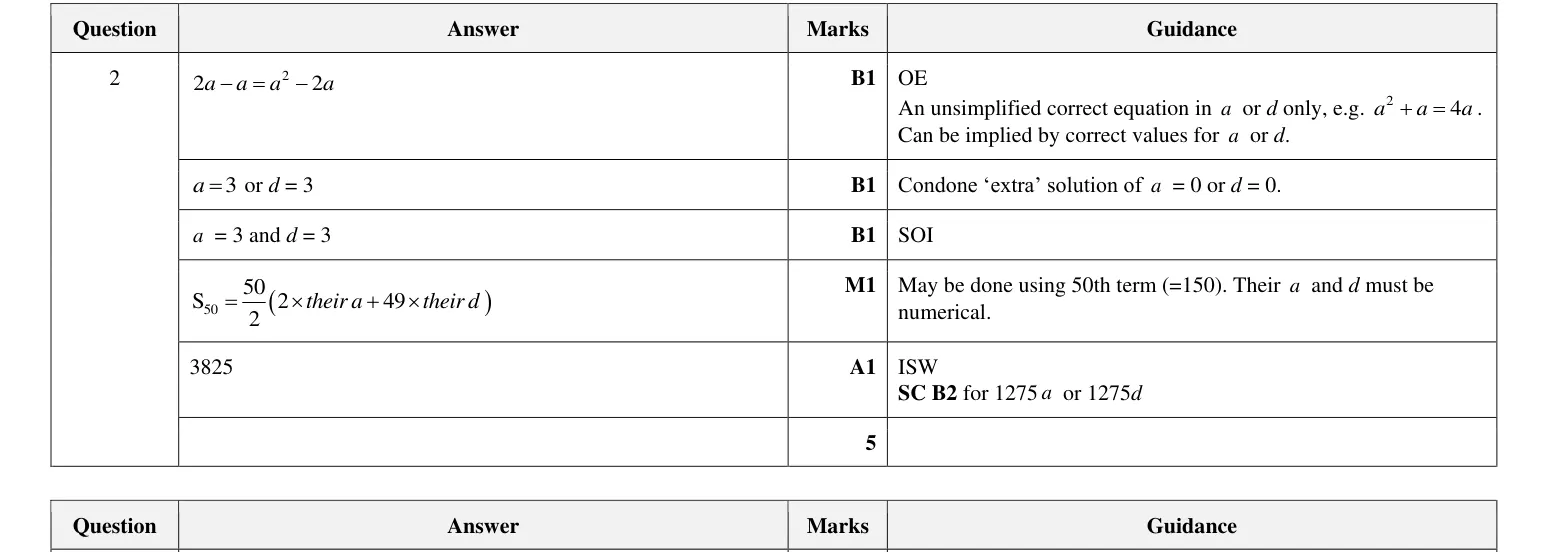 Question Answer Marks Guidance
2 2a – a = a² – 2a B1 OE
An unsimplified correct equation in a or d only, e.g. a² + a = 4a .
Can be implied by correct values for a or d.
a = 3 or d = 3 B1 Condone ‘extra’ solution of a = 0 or d = 0.
a = 3 and d = 3 B1 SOI
S₅₀ = 50/2 (2 × their a + 49 × their d) M1 May be done using 50th term (=150). Their a and d must be
numerical.
3825 A1 ISW
SC B2 for 1275a or 1275d
5
Question Answer Marks Guidance